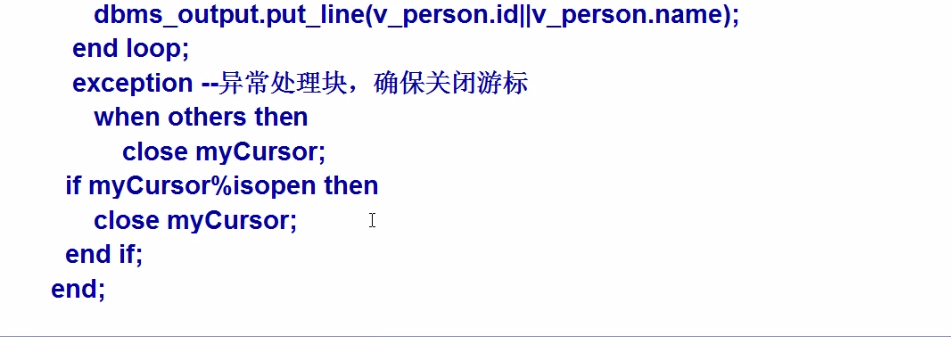 dbms_output.put_line(v_person.id||v_person.name);
end loop;
exception --异常处理块，确保关闭游标
when others then
close myCursor;
if myCursor%isopen then
close myCursor;
end if;
end;